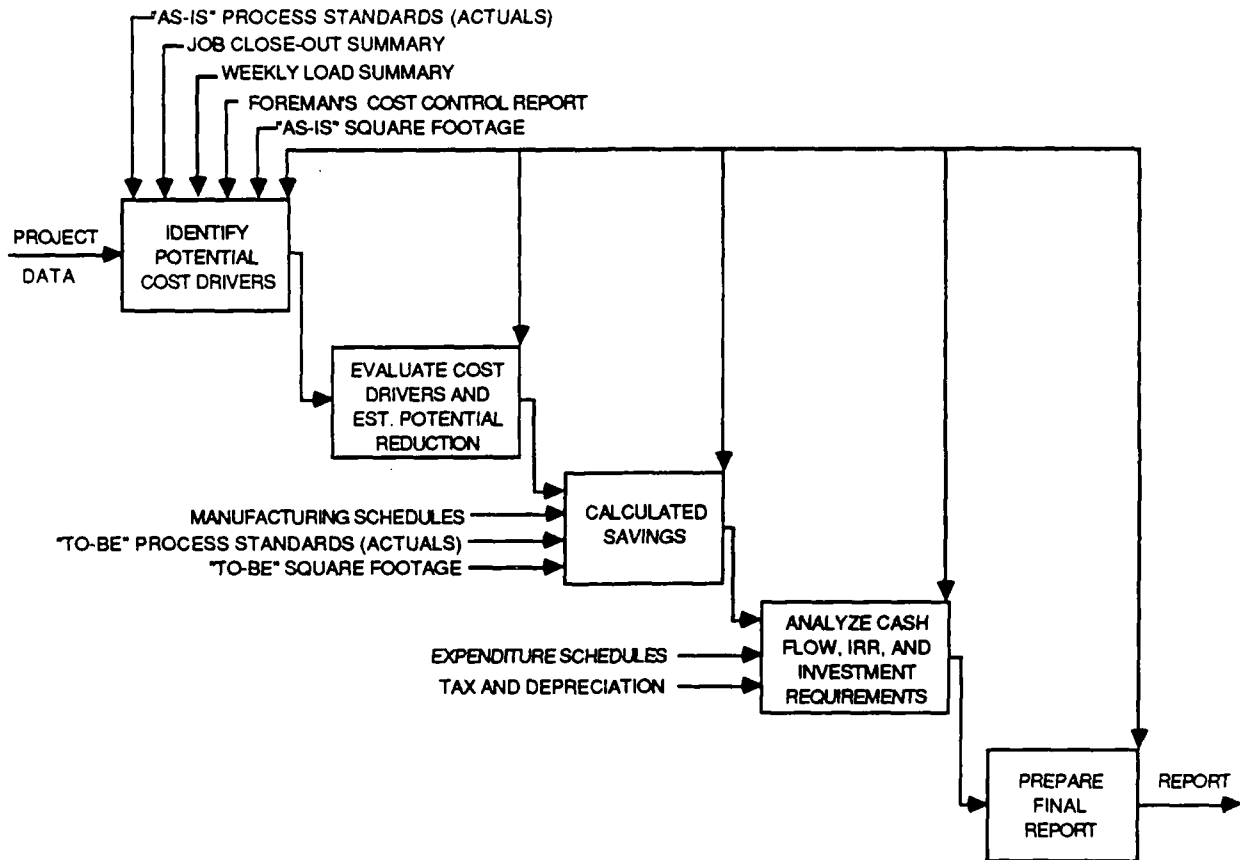 "AS-IS" PROCESS STANDARDS (ACTUALS)
JOB CLOSE-OUT SUMMARY
WEEKLY LOAD SUMMARY
FOREMAN'S COST CONTROL REPORT
"AS-IS" SQUARE FOOTAGE
PROJECT
DATA
IDENTIFY
POTENTIAL
COST DRIVERS
EVALUATE COST
DRIVERS AND
EST. POTENTIAL
REDUCTION
MANUFACTURING SCHEDULES
"TO-BE" PROCESS STANDARDS (ACTUALS)
"TO-BE" SQUARE FOOTAGE
CALCULATED
SAVINGS
EXPENDITURE SCHEDULES
TAX AND DEPRECIATION
ANALYZE CASH
FLOW, IRR, AND
INVESTMENT
REQUIREMENTS
PREPARE
FINAL
REPORT
REPORT